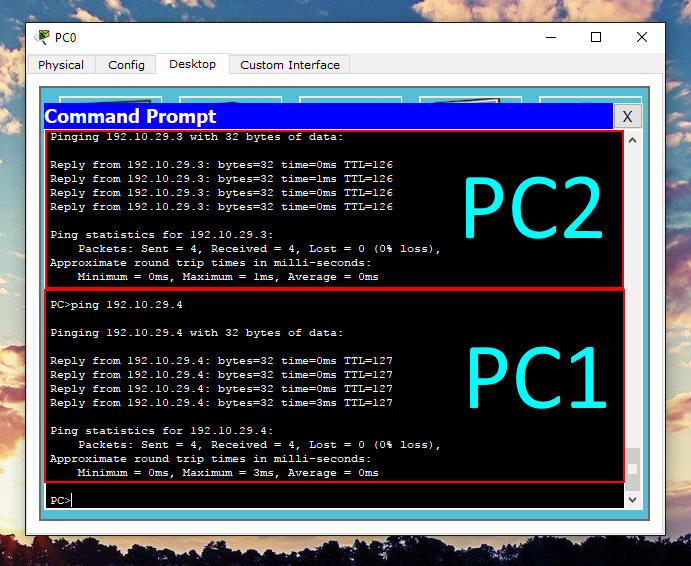 PC0
Physical Config Desktop Custom Interface
Command Prompt X
Pinging 192.10.29.3 with 32 bytes of data:
Reply from 192.10.29.3: bytes=32 time=0ms TTL=126
Reply from 192.10.29.3: bytes=32 time=1ms TTL=126
Reply from 192.10.29.3: bytes=32 time=0ms TTL=126
Reply from 192.10.29.3: bytes=32 time=0ms TTL=126
PC2
Ping statistics for 192.10.29.3:
Packets: Sent = 4, Received = 4, Lost = 0 (0% loss),
Approximate round trip times in milli-seconds:
Minimum = 0ms, Maximum = 1ms, Average = 0ms
PC>ping 192.10.29.4
Pinging 192.10.29.4 with 32 bytes of data:
Reply from 192.10.29.4: bytes=32 time=0ms TTL=127
Reply from 192.10.29.4: bytes=32 time=0ms TTL=127
Reply from 192.10.29.4: bytes=32 time=0ms TTL=127
Reply from 192.10.29.4: bytes=32 time=3ms TTL=127
PC1
Ping statistics for 192.10.29.4:
Packets: Sent = 4, Received = 4, Lost = 0 (0% loss),
Approximate round trip times in milli-seconds:
Minimum = 0ms, Maximum = 3ms, Average = 0ms
PC>